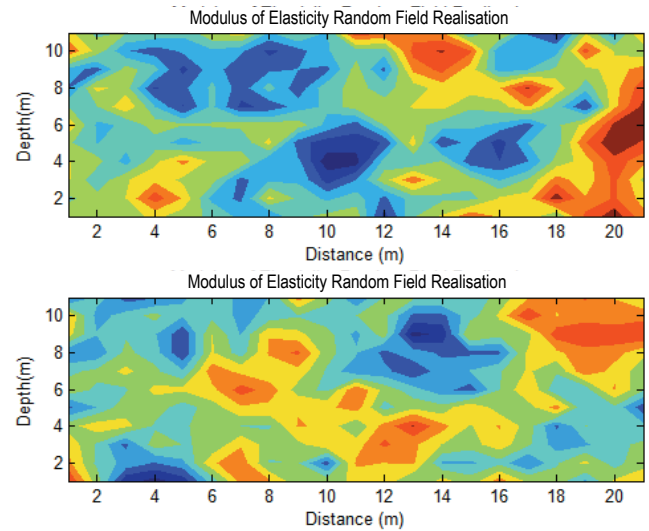 Modulus of Elasticity Random Field Realisation
10
8
6
4
2
Depth(m)
2 4 6 8 10 12 14 16 18 20
Distance (m)
Modulus of Elasticity Random Field Realisation
10
8
6
4
2
Depth(m)
2 4 6 8 10 12 14 16 18 20
Distance (m)